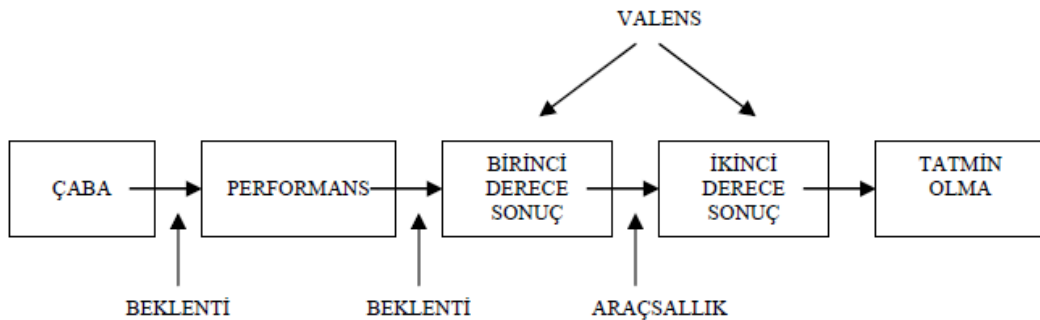 VALENS
ÇABA
PERFORMANS
BİRİNCİ
DERECE
SONUÇ
İKİNCİ
DERECE
SONUÇ
TATMİN
OLMA
BEKLENTİ
BEKLENTİ
ARAÇSALLIK